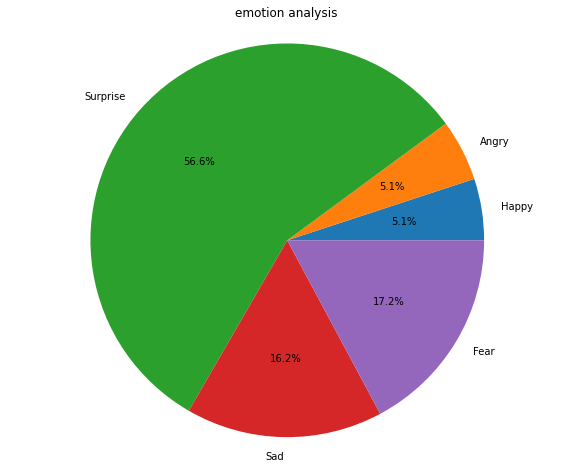 emotion analysis
Surprise
56.6%
Angry
5.1%
Happy
5.1%
17.2%
Fear
16.2%
Sad